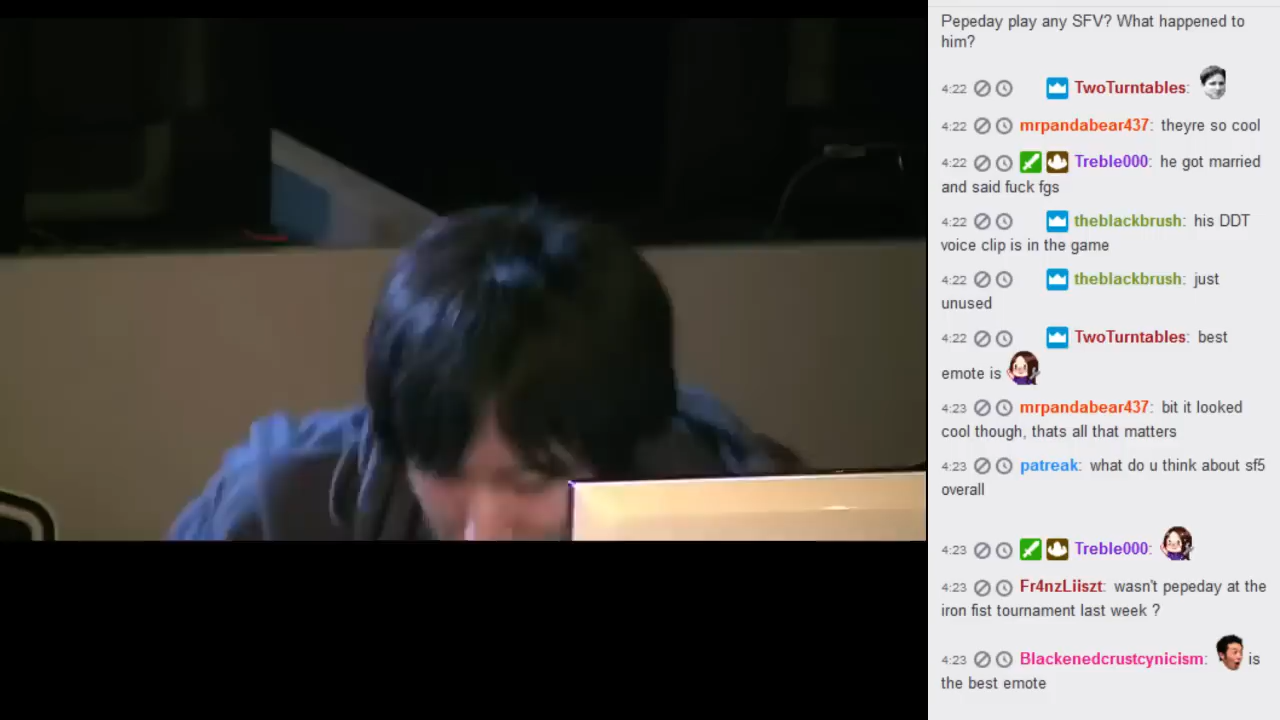 Pepeday play any SFV? What happened to
him?
4:22 TwoTurntables:
4:22 mrpandabear437: theyre so cool
4:22 Treble000: he got married
and said fuck fgs
4:22 theblackbrush: his DDT
voice clip is in the game
4:22 theblackbrush: just
unused
4:22 TwoTurntables: best
emote is
4:23 mrpandabear437: bit it looked
cool though, thats all that matters
4:23 patreak: what do u think about sf5
overall
4:23 Treble000:
4:23 Fr4nzLiiszt: wasn't pepeday at the
iron fist tournament last week ?
4:23 Blackenedcrustcynicism: is
the best emote